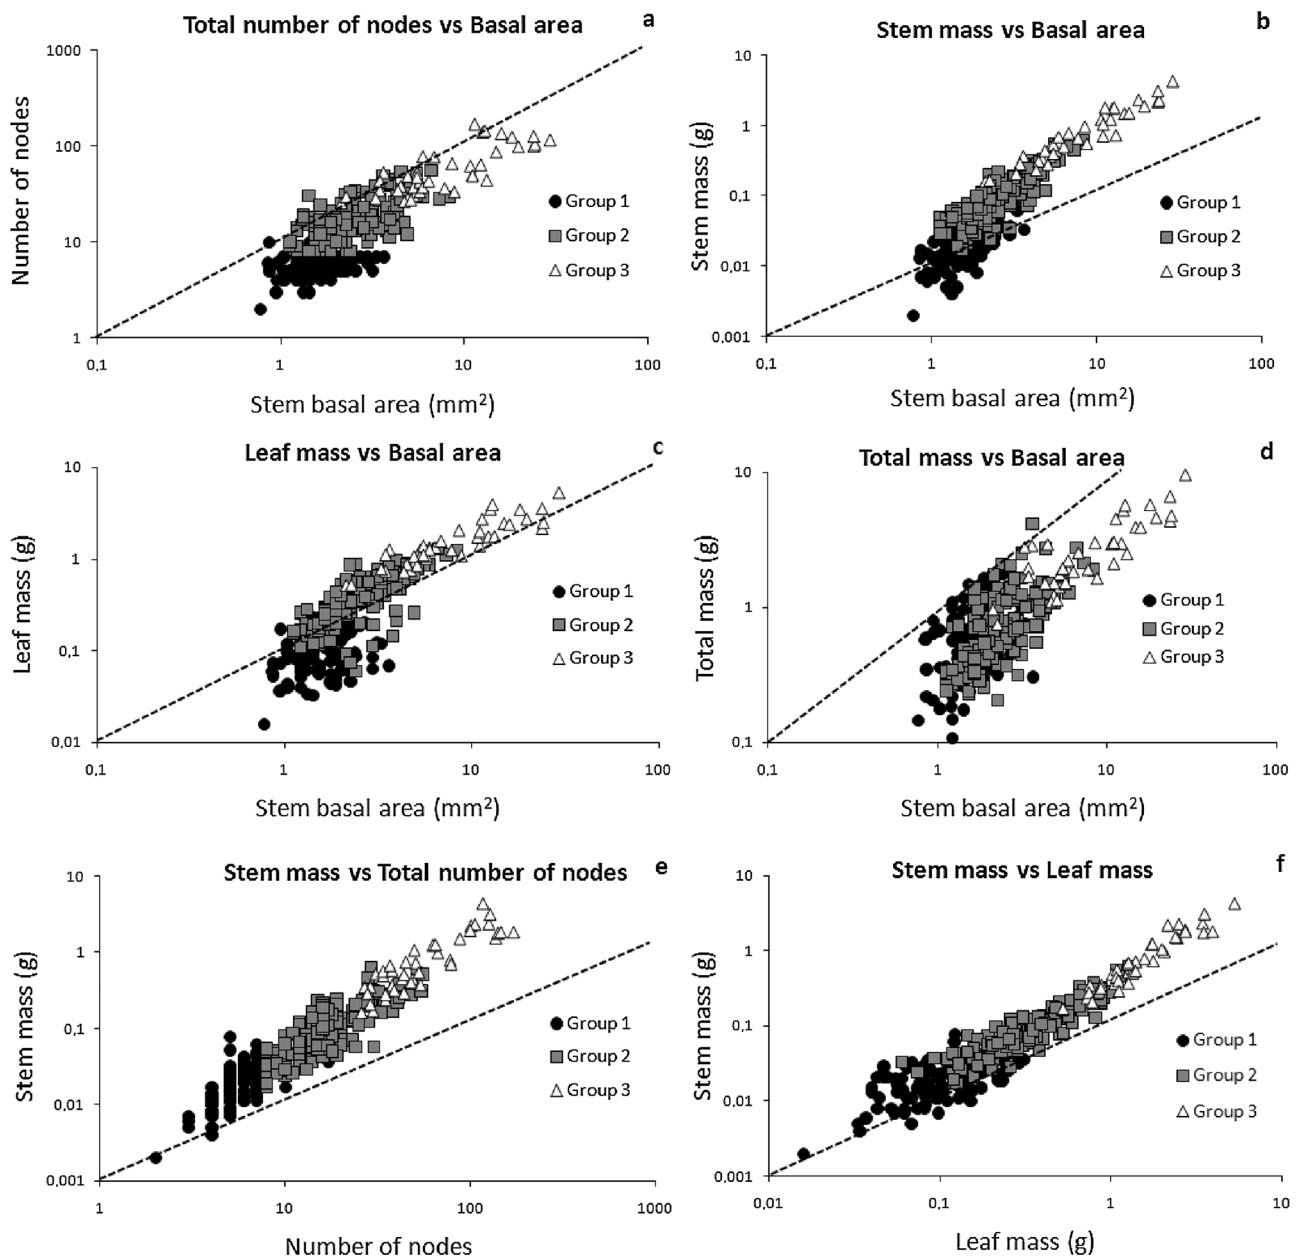 Total number of nodes vs Basal area
a
1000
100
10
1
0,1
1
10
100
Number of nodes
Stem basal area (mm²)
Group 1
Group 2
Group 3
Stem mass vs Basal area
b
10
1
0.1
0.01
0,001
0,1
1
10
100
Stem mass (g)
Stem basal area (mm²)
Group 1
Group 2
Group 3
Leaf mass vs Basal area
c
10
1
0,1
0,01
0,1
1
10
100
Leaf mass (g)
Stem basal area (mm²)
Group 1
Group 2
Group 3
Total mass vs Basal area
d
10
1
0,1
0,1
1
10
100
Total mass (g)
Stem basal area (mm²)
Group 1
Group 2
Group 3
Stem mass vs Total number of nodes
e
10
1
0,1
0.01
0,001
1
10
100
1000
Stem mass (g)
Number of nodes
Group 1
Group 2
Group 3
Stem mass vs Leaf mass
f
10
1
0,1
0.01
0.001
0,01
0,1
1
10
Stem mass (g)
Leaf mass (g)
Group 1
Group 2
Group 3